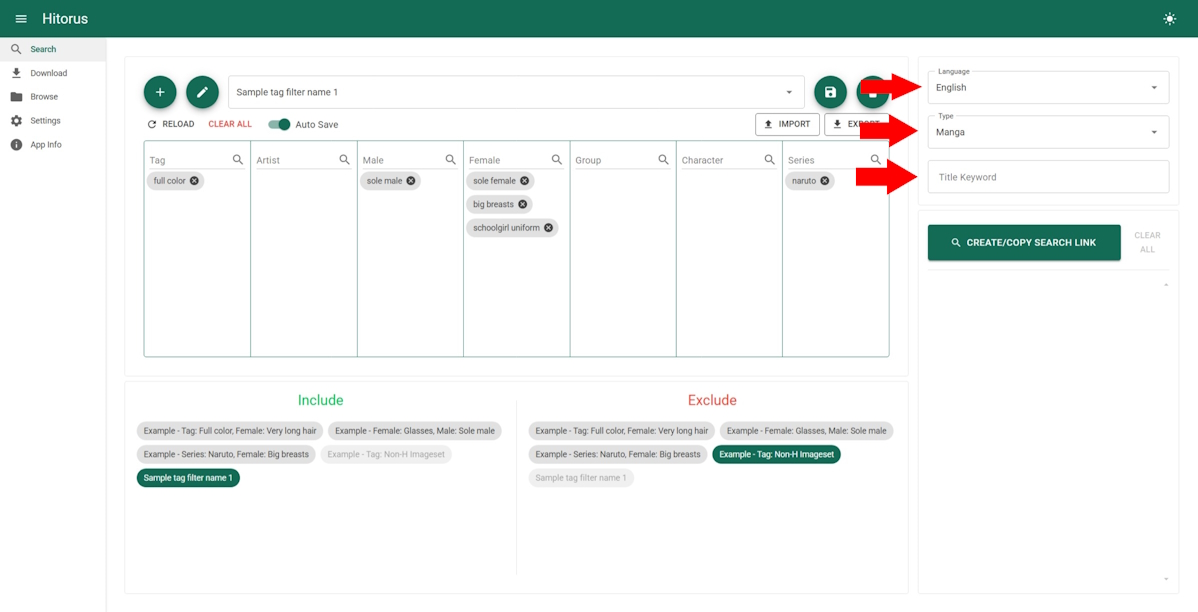 Hitorus
Search
Download
Browse
Settings
App Info
Sample tag filter name 1
RELOAD
CLEAR ALL
Auto Save
IMPORT
EXPORT
Tag
Artist
Male
Female
Group
Character
Series
full color
sole male
sole female
naruto
big breasts
schoolgirl uniform
Language
English
Type
Manga
Title Keyword
CREATE/COPY SEARCH LINK
CLEAR
ALL
Include
Example - Tag: Full color, Female: Very long hair
Example - Female: Glasses, Male: Sole male
Example - Series: Naruto, Female: Big breasts
Example - Tag: Non-H Imageset
Sample tag filter name 1
Exclude
Example - Tag: Full color, Female: Very long hair
Example - Female: Glasses, Male: Sole male
Example - Series: Naruto, Female: Big breasts
Example - Tag: Non-H Imageset
Sample tag filter name 1